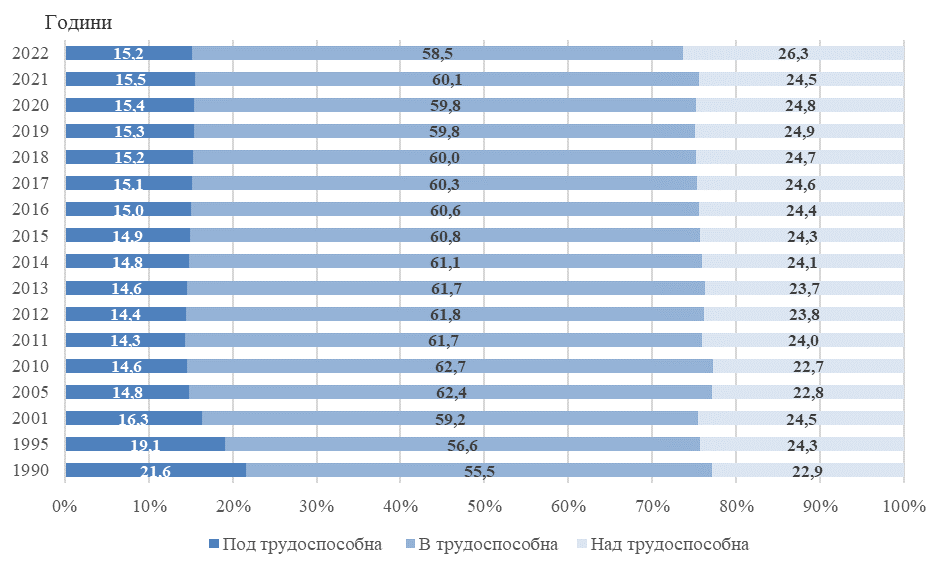 Години
2022 15,2 58,5 26,3
2021 15,5 60,1 24,5
2020 15,4 59,8 24,8
2019 15,3 59,8 24,9
2018 15,2 60,0 24,7
2017 15,1 60,3 24,6
2016 15,0 60,6 24,4
2015 14,9 60,8 24,3
2014 14,8 61,1 24,1
2013 14,6 61,7 23,7
2012 14,4 61,8 23,8
2011 14,3 61,7 24,0
2010 14,6 62,7 22,7
2005 14,8 62,4 22,8
2001 16,3 59,2 24,5
1995 19,1 56,6 24,3
1990 21,6 55,5 22,9
0% 10% 20% 30% 40% 50% 60% 70% 80% 90% 100%
Под трудоспособна В трудоспособна Над трудоспособна